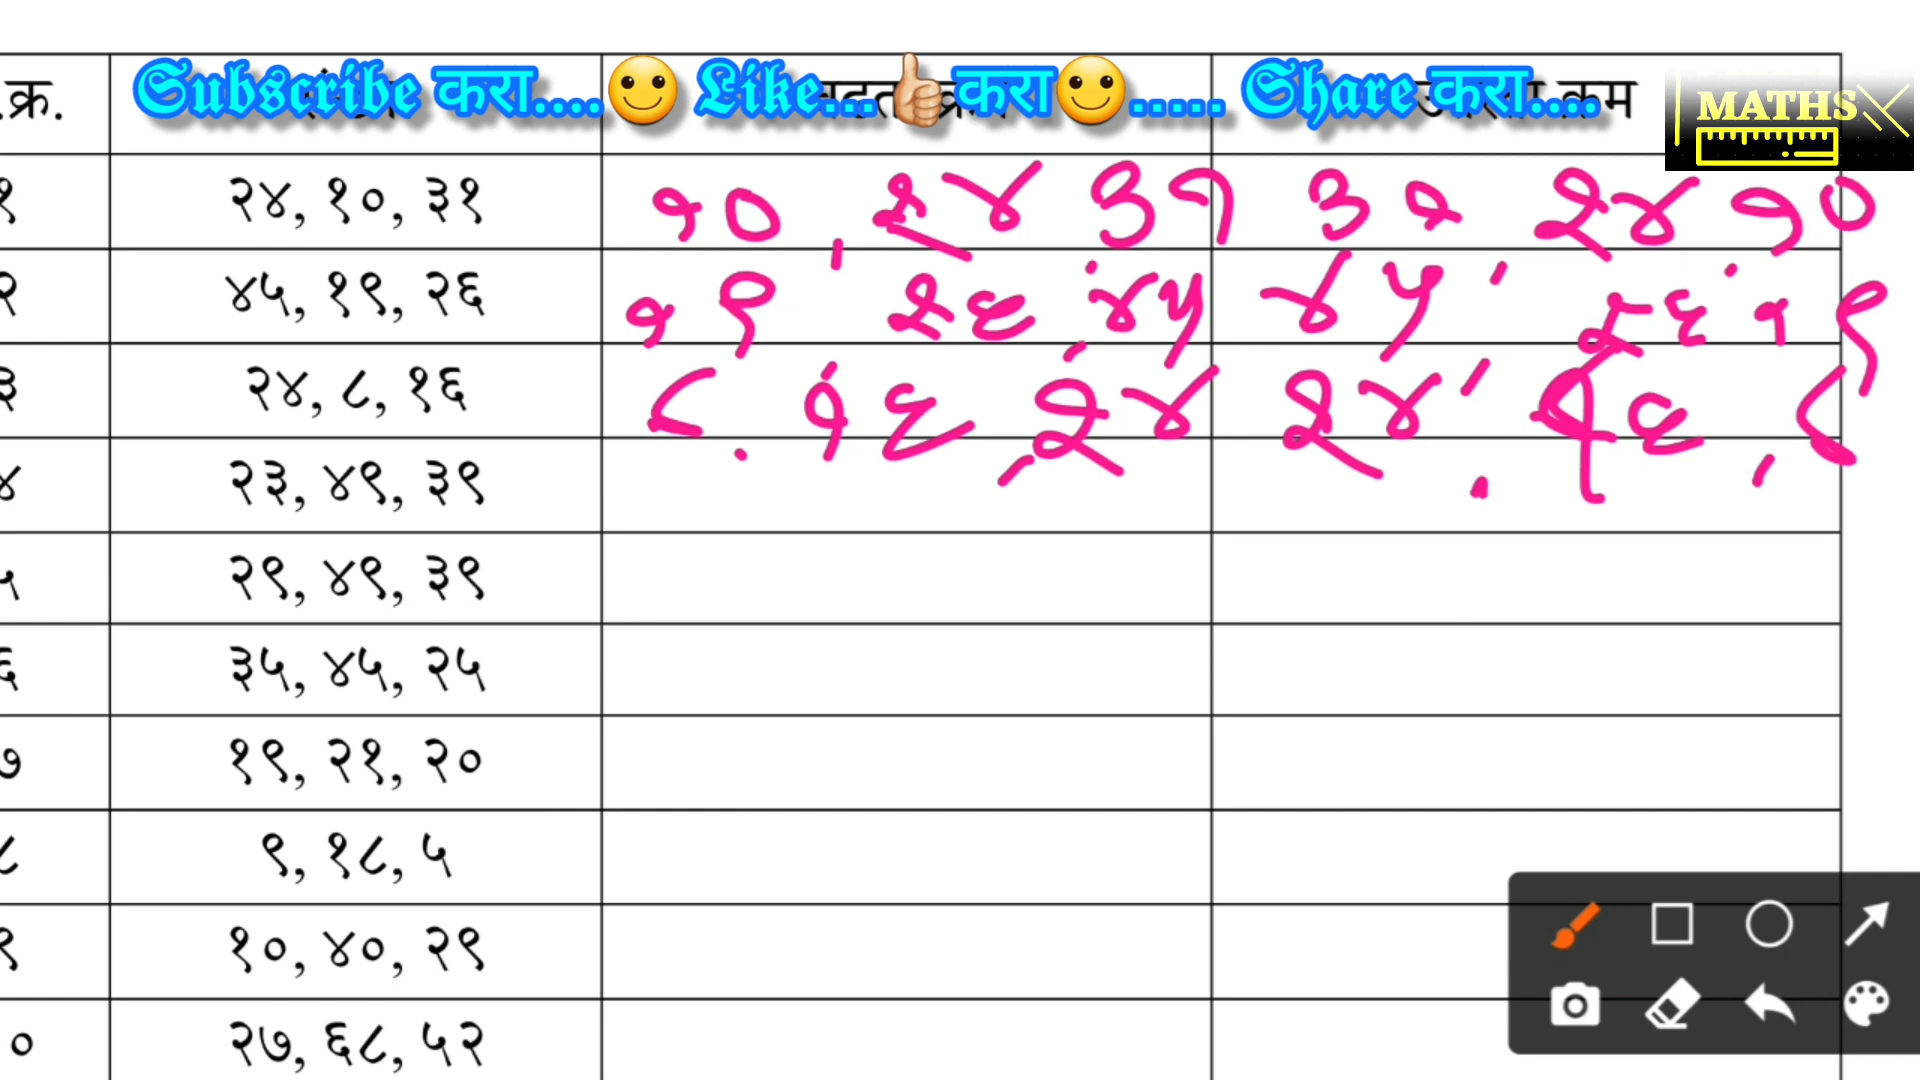 Subscribe करा.... Like... करा..... Share करा....
.क्र. क्रम
MATHS
१ २४, १०, ३१ १० , २४ ३१ ३१ २४ १०
२ ४५, १९, २६ १९ २६ ' ४५ ४५ ' २६ ' १९
३ २४, ८, १६ ८ . १६ , २४ २४ ' १६ , ८
४ २३, ४९, ३९
५ २९, ४९, ३९
६ ३५, ४५, २५
७ १९, २१, २०
८ ९, १८, ५
९ १०, ४०, २९
० २७, ६८, ५२